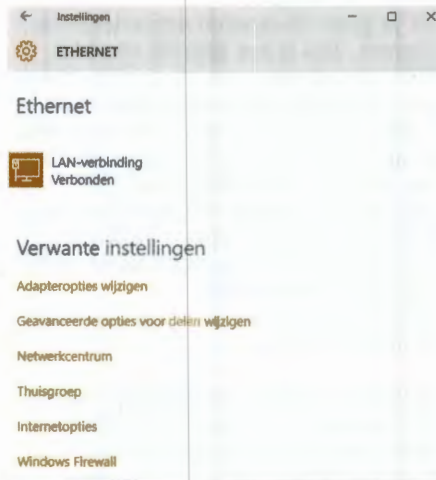 Instellingen
ETHERNET
Ethernet
LAN-verbinding
Verbonden
Verwante instellingen
Adapteropties wijzigen
Geavanceerde opties voor delen wijzigen
Netwerkcentrum
Thuisgroep
Internetopties
Windows Firewall